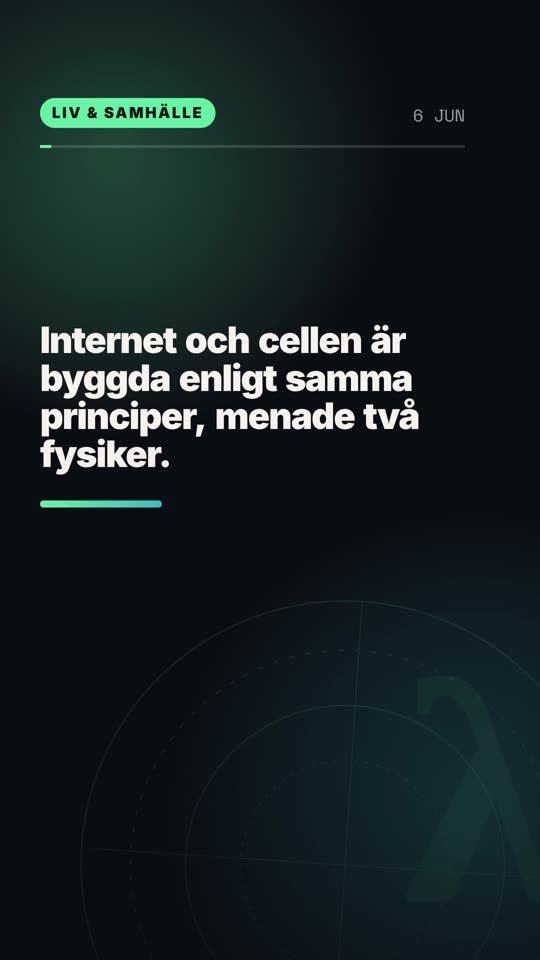 LIV & SAMHÄLLE
6 JUN
Internet och cellen är
byggda enligt samma
principer, menade två
fysiker.
λ